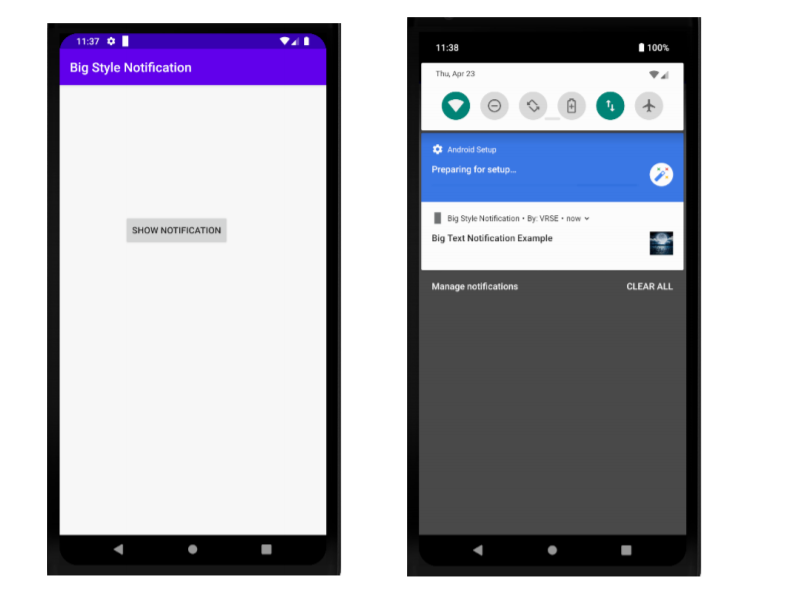 11:37
Big Style Notification
SHOW NOTIFICATION
11:38 100%
Thu, Apr 23
Android Setup
Preparing for setup...
Big Style Notification • By: VRSE • now
Big Text Notification Example
Manage notifications CLEAR ALL